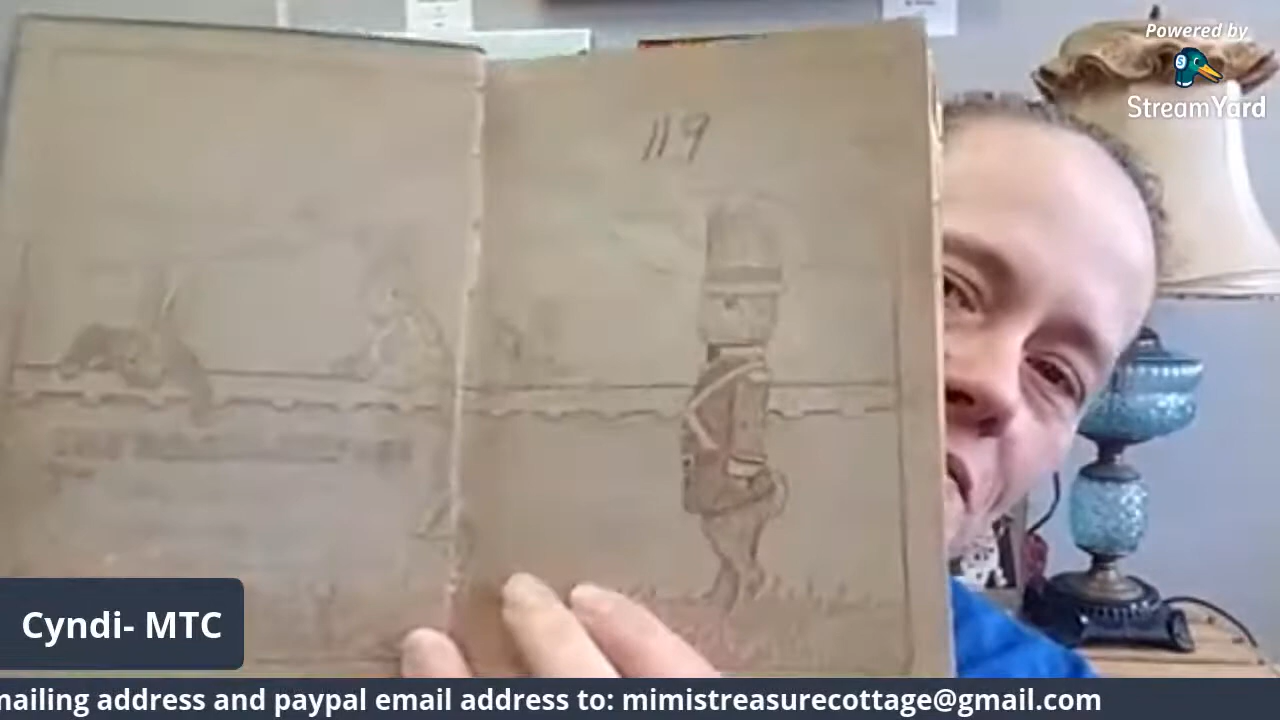 Powered by
StreamYard
119
Cyndi- MTC
mailing address and paypal email address to: mimistreasurecottage@gmail.com